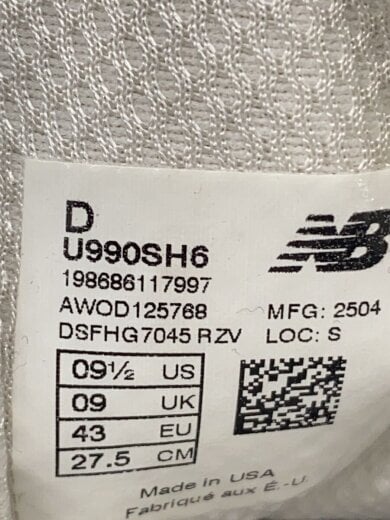 D
U990SH6
NB
198686117997
AWOD125768
MFG: 2504
DSFHG7045 RZV
LOC: S
09½ US
09 UK
43 EU
27.5 CM
Made in USA
Fabriqué aux É.-U.